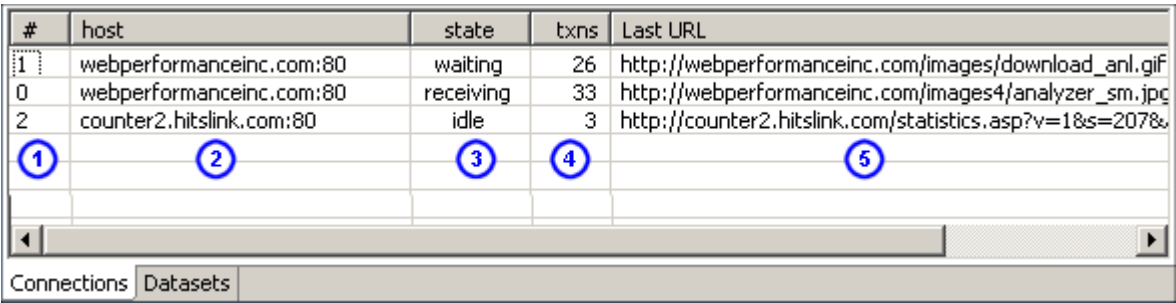 # host state txns Last URL
1 webperformanceinc.com:80 waiting 26 http://webperformanceinc.com/images/download_anl.gif
0 webperformanceinc.com:80 receiving 33 http://webperformanceinc.com/images4/analyzer_sm.jpg
2 counter2.hitslink.com:80 idle 3 http://counter2.hitslink.com/statistics.asp?v=1&s=207&
1 2 3 4 5
Connections Datasets